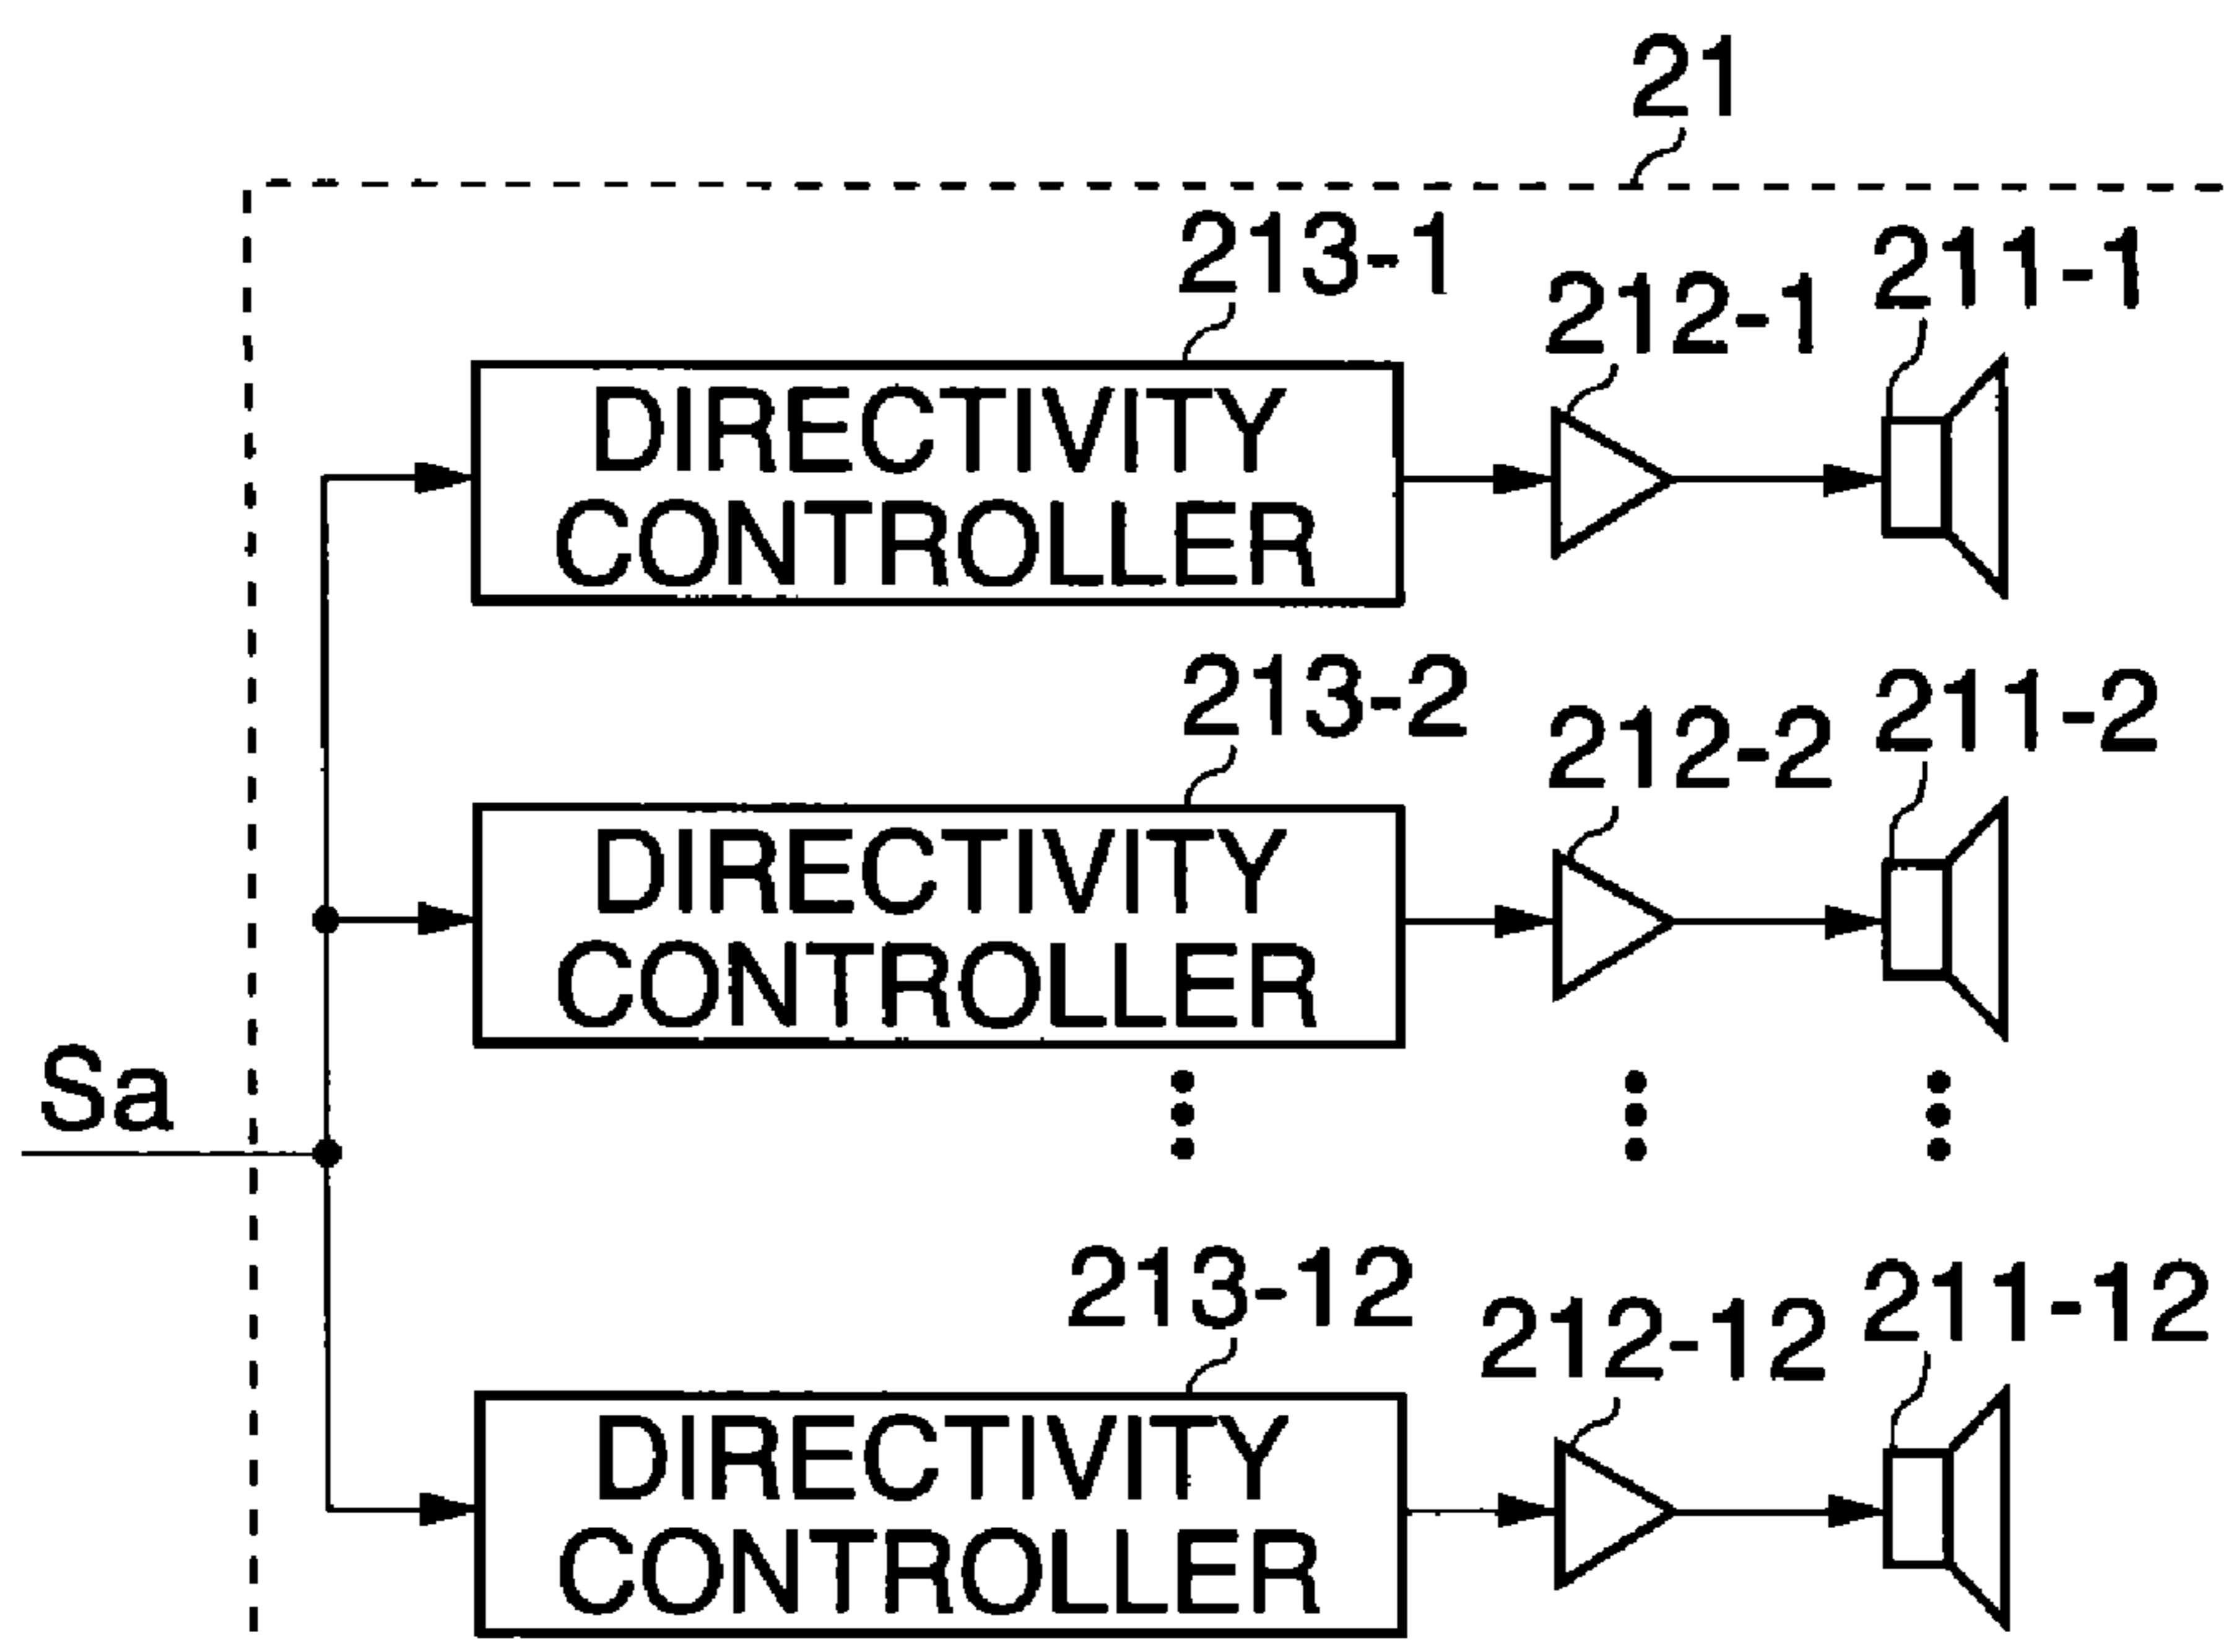 21
213-1
212-1
211-1
DIRECTIVITY
CONTROLLER
213-2
212-2
211-2
DIRECTIVITY
CONTROLLER
Sa
213-12
212-12
211-12
DIRECTIVITY
CONTROLLER